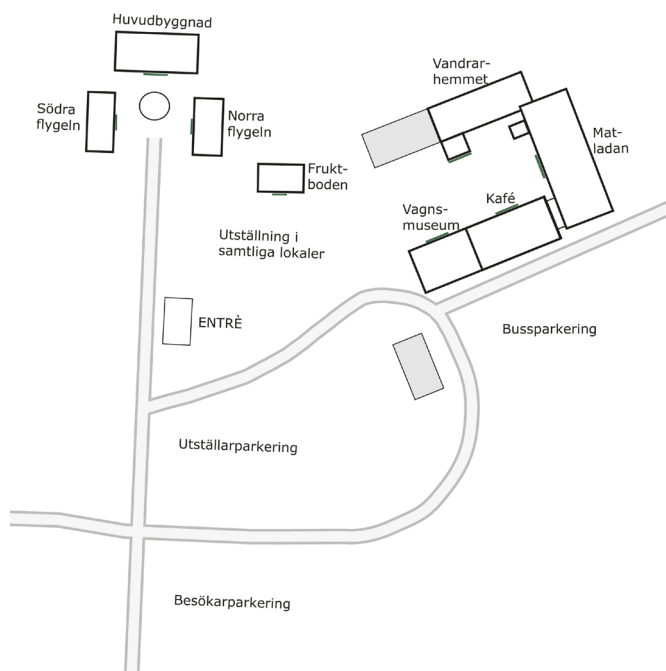 Huvudbyggnad
Vandrar-
hemmet
Södra
flygeln
Norra
flygeln
Mat-
ladan
Frukt-
boden
Kafé
Vagns-
museum
Utställning i
samtliga lokaler
ENTRÈ
Bussparkering
Utställarparkering
Besökarparkering